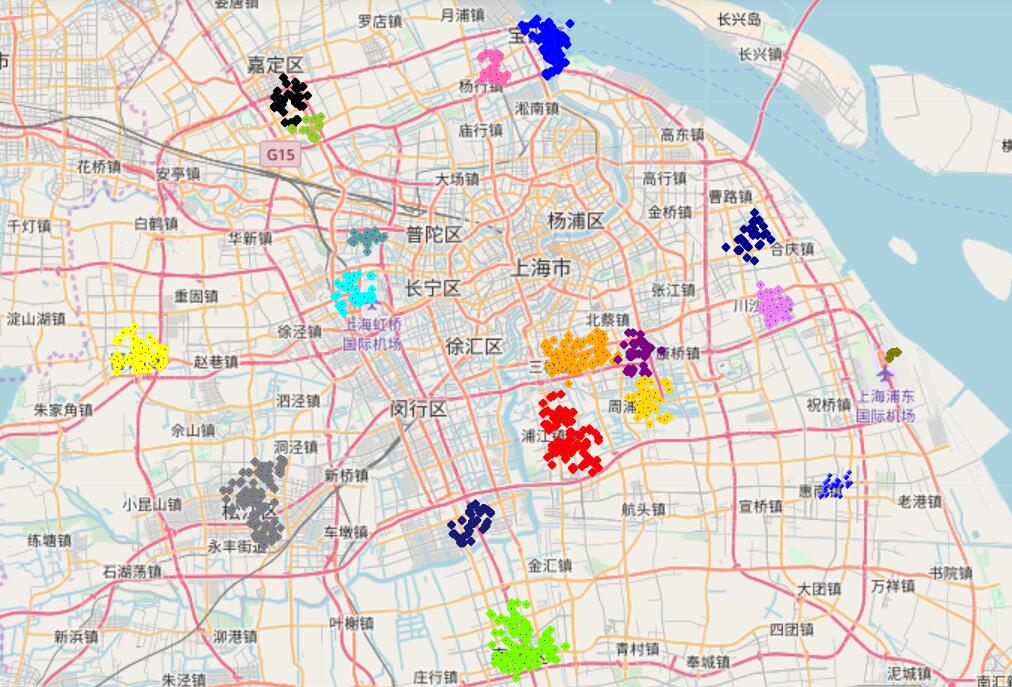 娄塘镇
罗店镇
月浦镇
长兴岛
长兴镇
嘉定区
杨行镇
淞南镇
庙行镇
高东镇
G15
花桥镇
安亭镇
大场镇
高行镇
曹路镇
千灯镇
白鹤镇
华新镇
普陀区
杨浦区
金桥镇
合庆镇
上海市
重固镇
长宁区
张江镇
川沙
淀山湖镇
徐泾镇
上海虹桥
国际机场
北蔡镇
赵巷镇
徐汇区
三
康桥镇
朱家角镇
泗泾镇
闵行区
周浦
祝桥镇
上海浦东
国际机场
佘山镇
浦江镇
洞泾镇
新桥镇
小昆山镇
惠南镇
老港镇
航头镇
宣桥镇
练塘镇
永丰街道
车墩镇
石湖荡镇
金汇镇
书院镇
大团镇
万祥镇
新浜镇
泖港镇
叶榭镇
四团镇
青村镇
奉城镇
朱泾镇
庄行镇
泥城镇